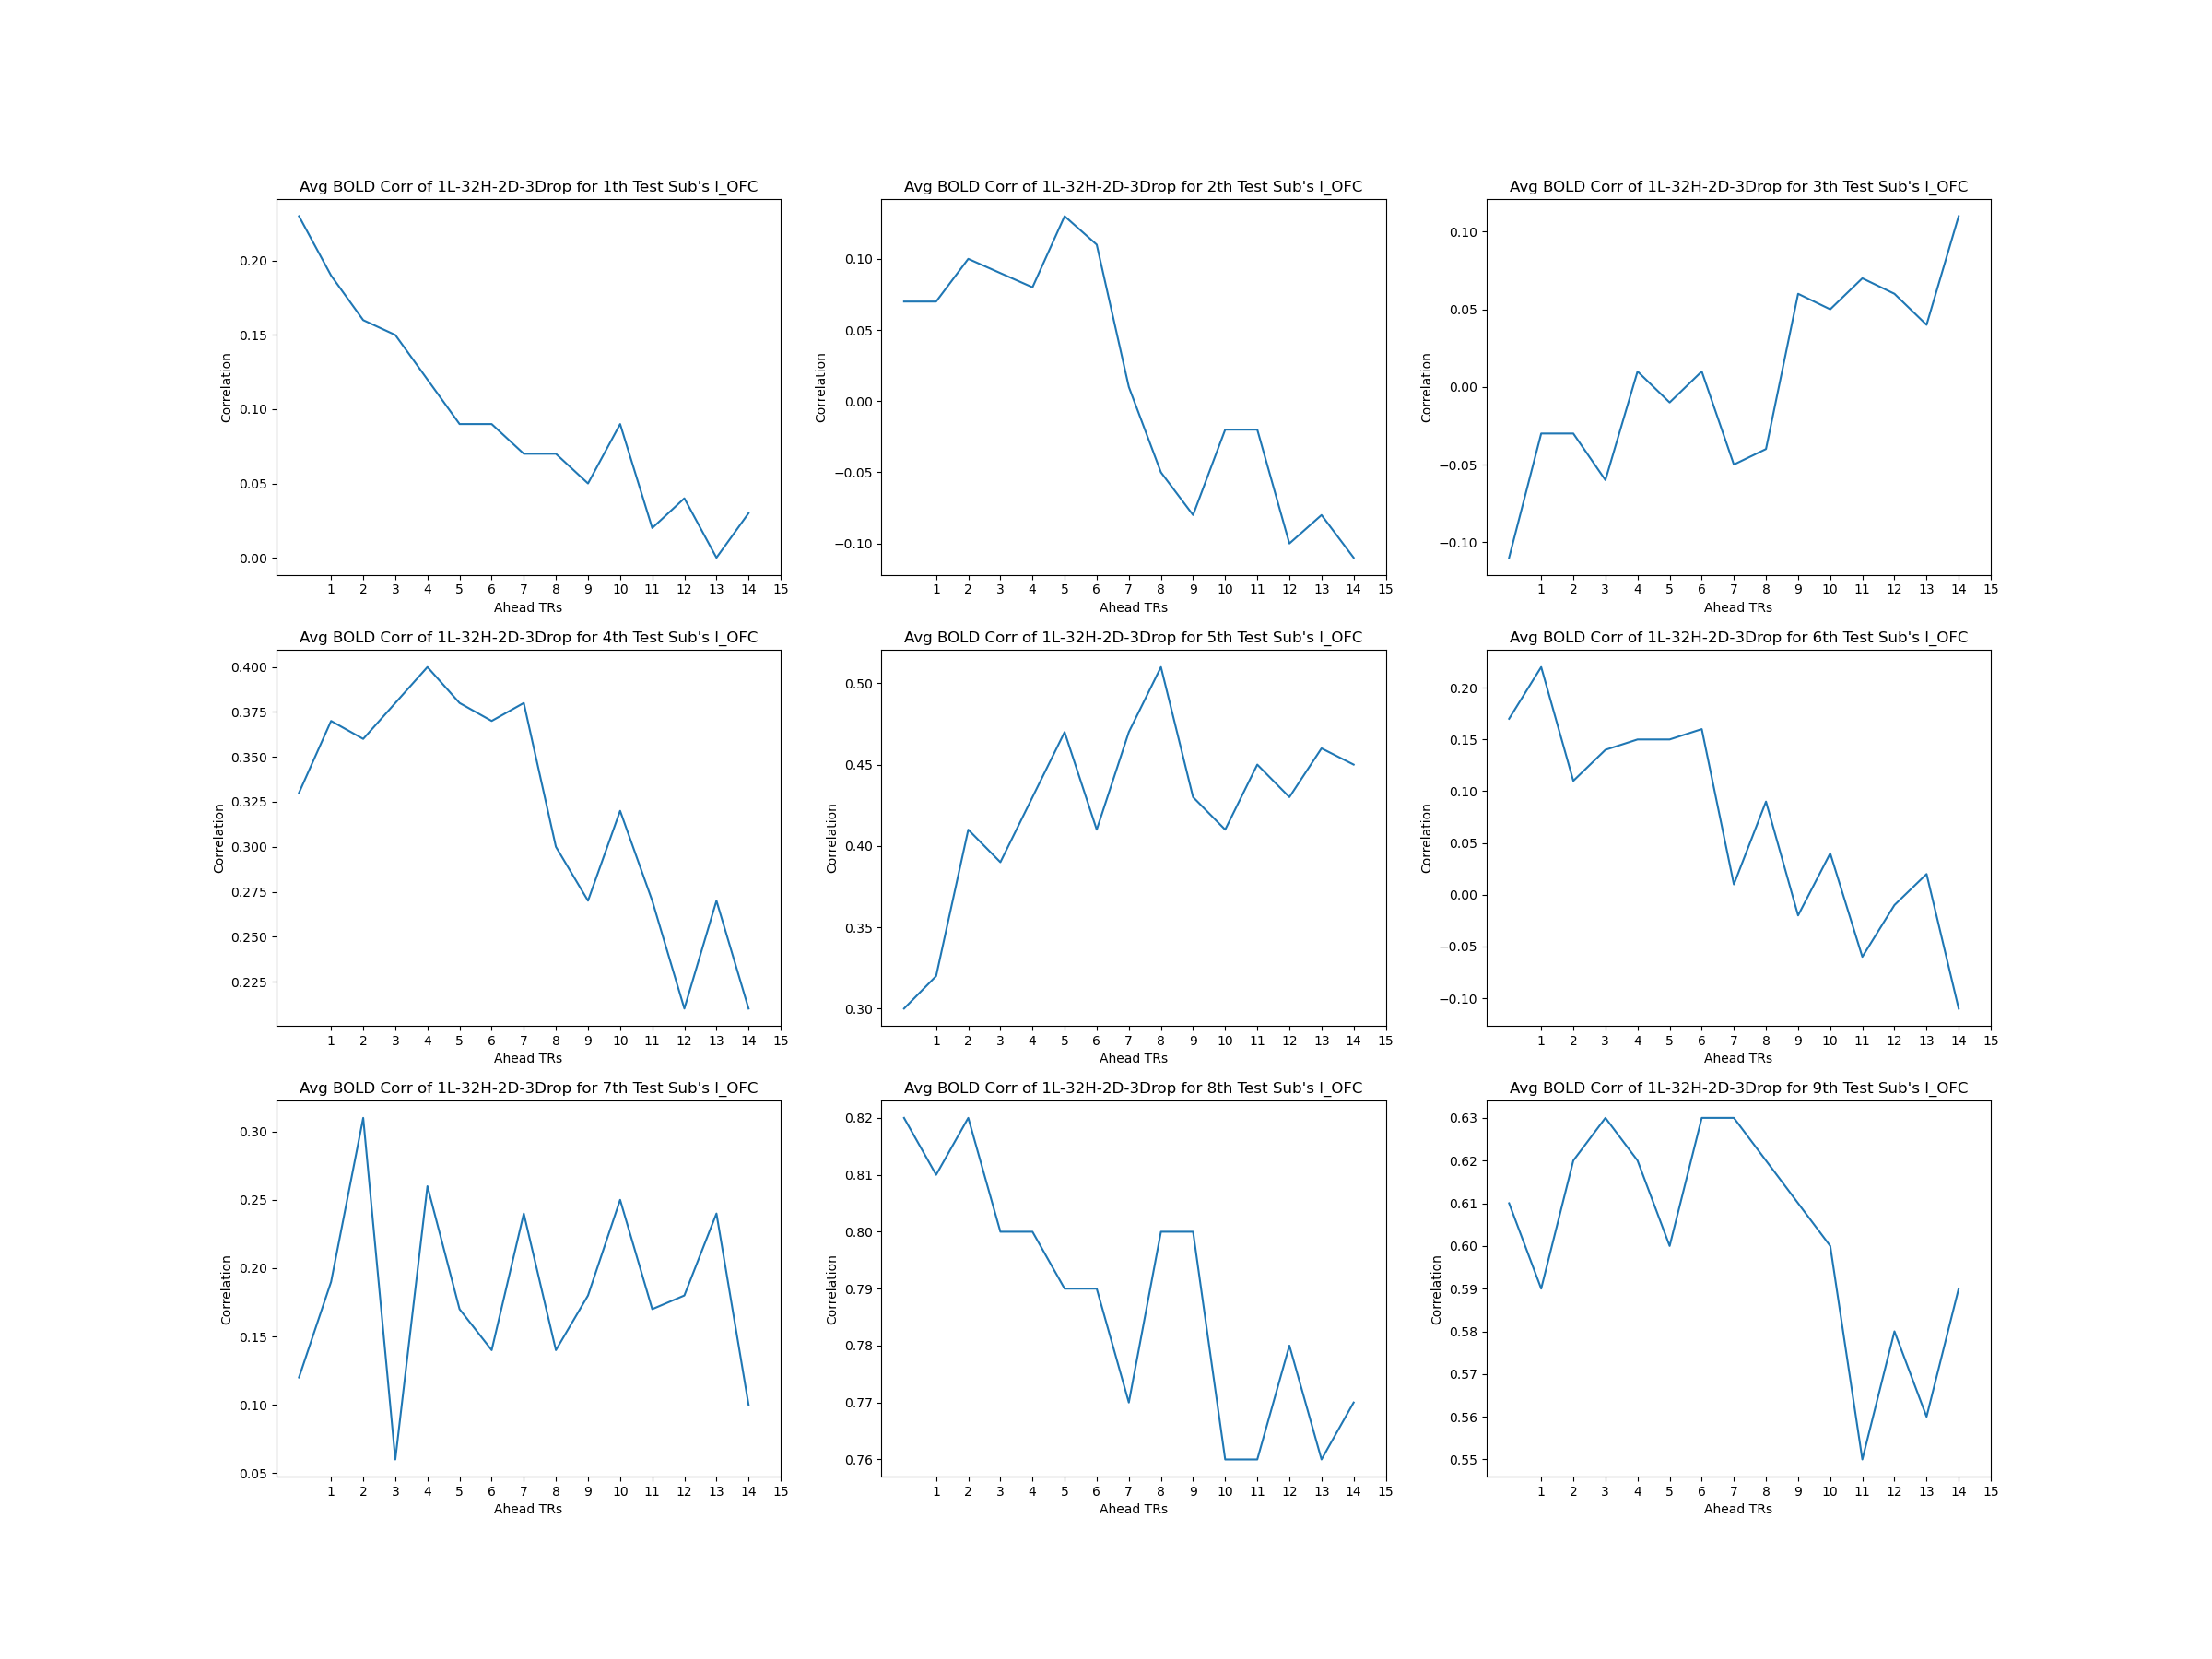 Avg BOLD Corr of 1L-32H-2D-3Drop for 1th Test Sub's l_OFC
Correlation
0.20
0.15
0.10
0.05
0.00
1 2 3 4 5 6 7 8 9 10 11 12 13 14 15
Ahead TRs
Avg BOLD Corr of 1L-32H-2D-3Drop for 2th Test Sub's l_OFC
Correlation
0.10
0.05
0.00
−0.05
−0.10
1 2 3 4 5 6 7 8 9 10 11 12 13 14 15
Ahead TRs
Avg BOLD Corr of 1L-32H-2D-3Drop for 3th Test Sub's l_OFC
Correlation
0.10
0.05
0.00
−0.05
−0.10
1 2 3 4 5 6 7 8 9 10 11 12 13 14 15
Ahead TRs
Avg BOLD Corr of 1L-32H-2D-3Drop for 4th Test Sub's l_OFC
Correlation
0.400
0.375
0.350
0.325
0.300
0.275
0.250
0.225
1 2 3 4 5 6 7 8 9 10 11 12 13 14 15
Ahead TRs
Avg BOLD Corr of 1L-32H-2D-3Drop for 5th Test Sub's l_OFC
Correlation
0.50
0.45
0.40
0.35
0.30
1 2 3 4 5 6 7 8 9 10 11 12 13 14 15
Ahead TRs
Avg BOLD Corr of 1L-32H-2D-3Drop for 6th Test Sub's l_OFC
Correlation
0.20
0.15
0.10
0.05
0.00
−0.05
−0.10
1 2 3 4 5 6 7 8 9 10 11 12 13 14 15
Ahead TRs
Avg BOLD Corr of 1L-32H-2D-3Drop for 7th Test Sub's l_OFC
Correlation
0.30
0.25
0.20
0.15
0.10
0.05
1 2 3 4 5 6 7 8 9 10 11 12 13 14 15
Ahead TRs
Avg BOLD Corr of 1L-32H-2D-3Drop for 8th Test Sub's l_OFC
Correlation
0.82
0.81
0.80
0.79
0.78
0.77
0.76
1 2 3 4 5 6 7 8 9 10 11 12 13 14 15
Ahead TRs
Avg BOLD Corr of 1L-32H-2D-3Drop for 9th Test Sub's l_OFC
Correlation
0.63
0.62
0.61
0.60
0.59
0.58
0.57
0.56
0.55
1 2 3 4 5 6 7 8 9 10 11 12 13 14 15
Ahead TRs